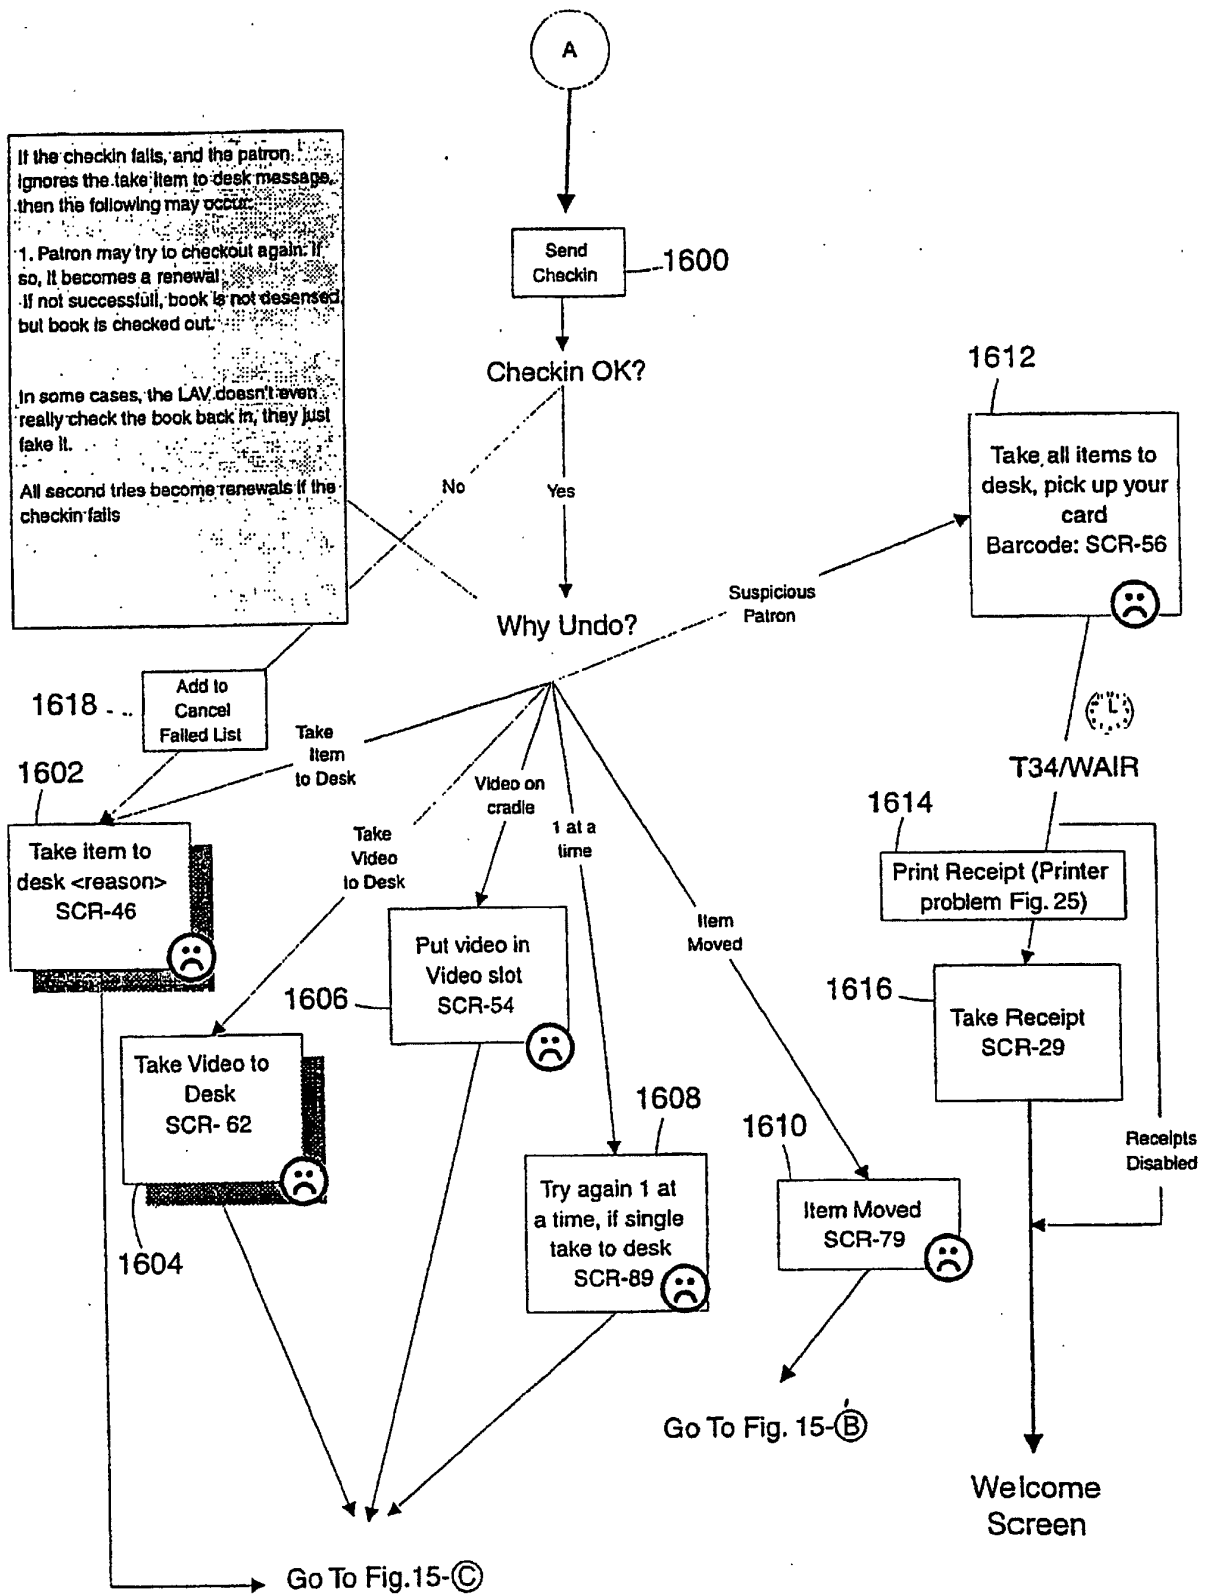 A
If the checkin fails, and the patron
ignores the take item to desk message,
then the following may occur:
1. Patron may try to checkout again. If
so, it becomes a renewal
If not successfull, book is not desensed
but book is checked out.
In some cases, the LAV doesn't even
really check the book back in, they just
fake it.
All second tries become renewals if the
checkin fails
Send
Checkin
1600
Checkin OK?
No
Yes
Why Undo?
Suspicious
Patron
1612
Take all items to
desk, pick up your
card
Barcode: SCR-56
T34/WAIR
1614
Print Receipt (Printer
problem Fig. 25)
1616
Take Receipt
SCR-29
Receipts
Disabled
Welcome
Screen
1618
Add to
Cancel
Failed List
Take
Item
to Desk
1602
Take item to
desk <reason>
SCR-46
Take
Video
to Desk
Take Video to
Desk
SCR- 62
1604
Video on
cradle
Put video in
Video slot
SCR-54
1606
1 at a
time
1608
Try again 1 at
a time, if single
take to desk
SCR-89
Item
Moved
1610
Item Moved
SCR-79
Go To Fig. 15-B
Go To Fig.15-C